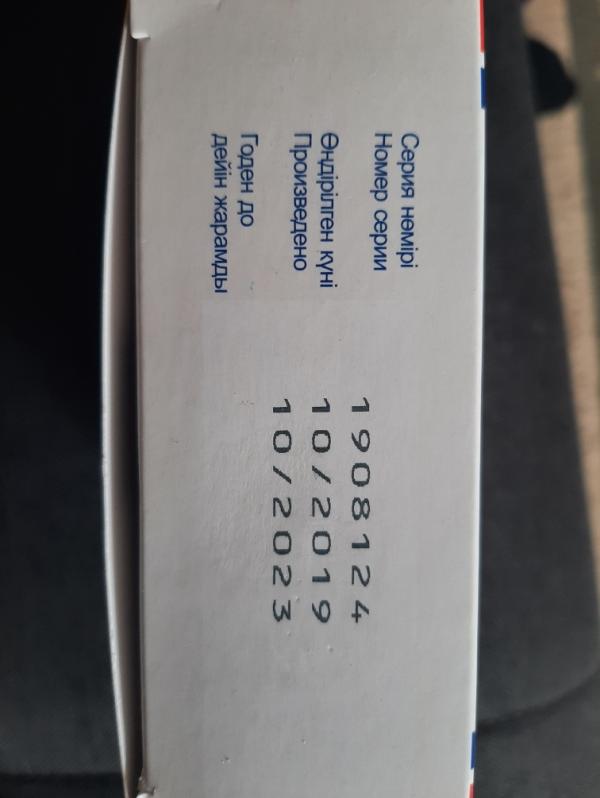 Серия нөмірі
Номер серии
Өндірілген күні
Произведено
Годен до
дейін жарамды
1908124
10/2019
10/2023